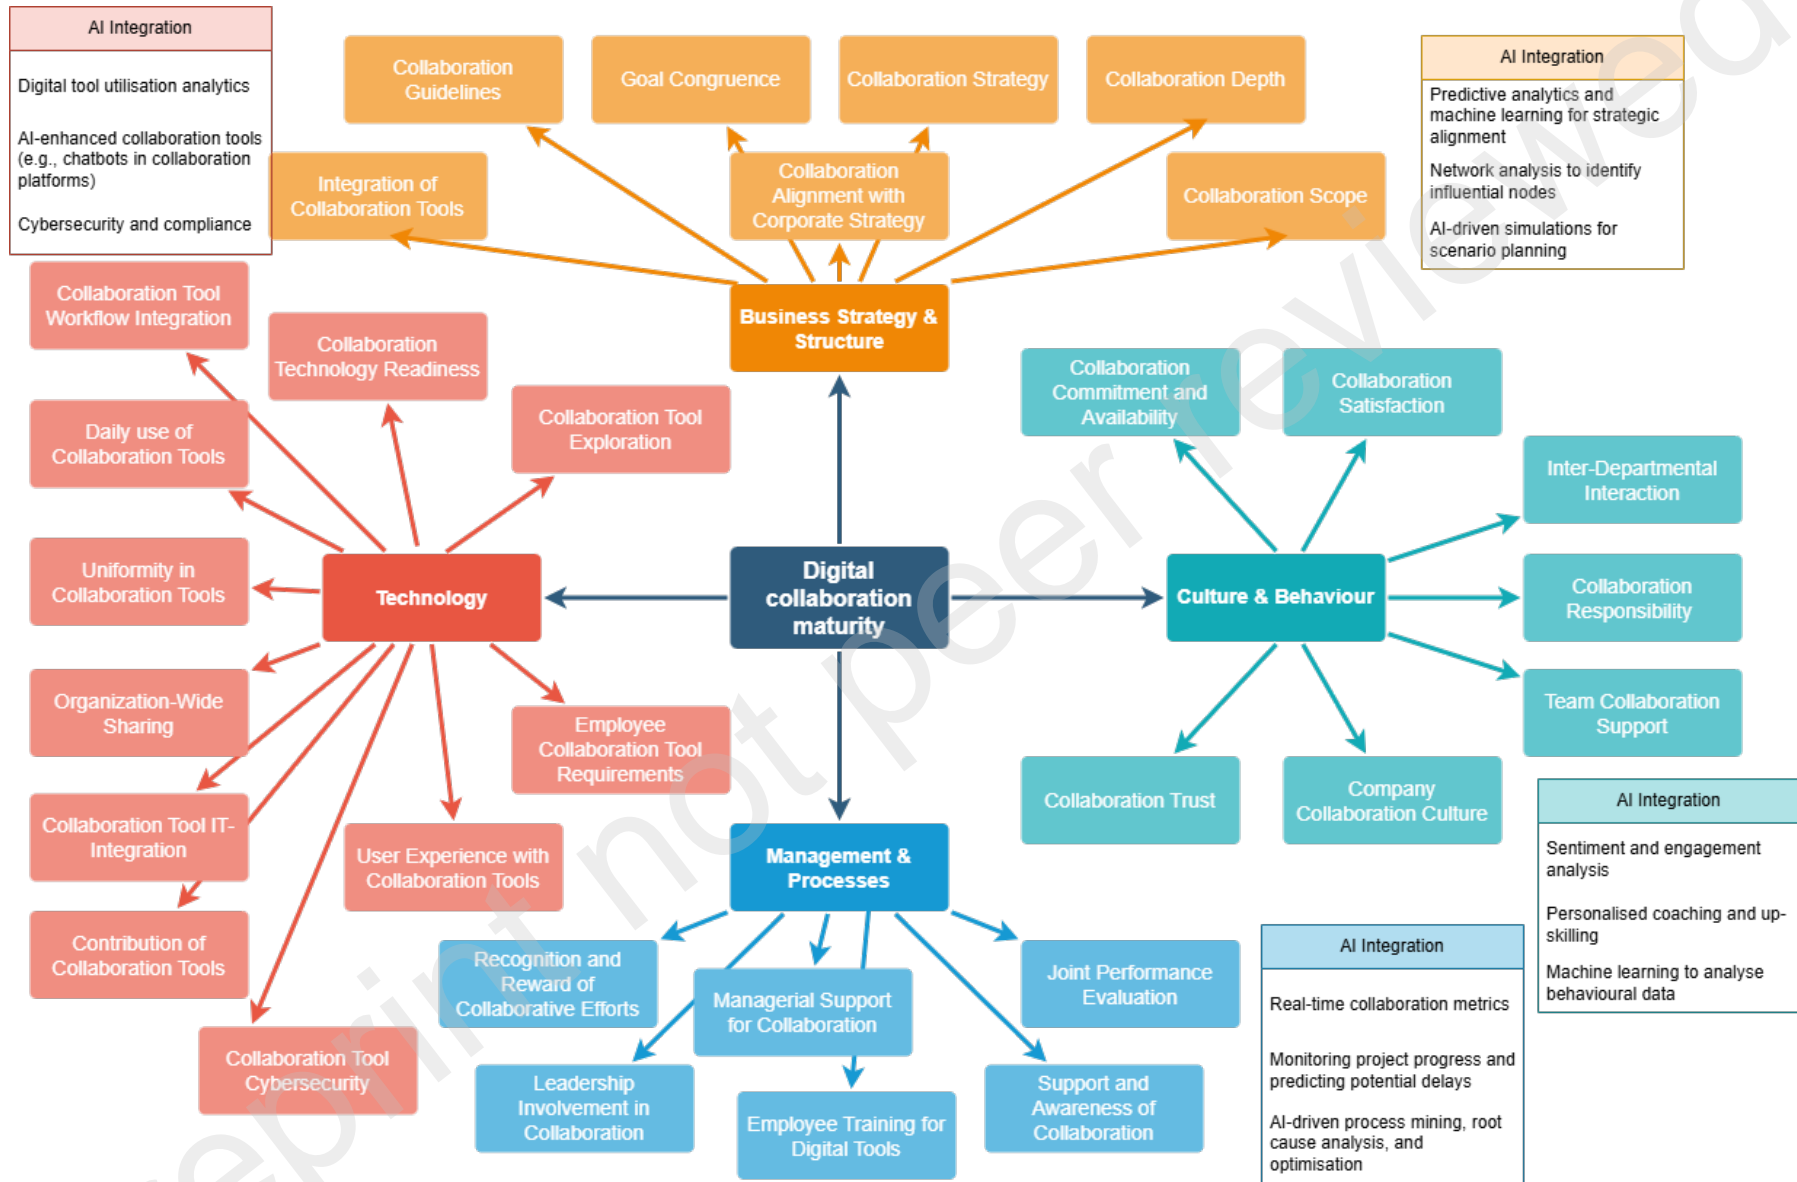 AI Integration
Digital tool utilisation analytics
AI-enhanced collaboration tools
(e.g., chatbots in collaboration
platforms)
Cybersecurity and compliance
Collaboration
Guidelines
Goal Congruence
Collaboration Strategy
Collaboration Depth
Integration of
Collaboration Tools
Collaboration
Alignment with
Corporate Strategy
Collaboration Scope
AI Integration
Predictive analytics and
machine learning for strategic
alignment
Network analysis to identify
influential nodes
AI-driven simulations for
scenario planning
Business Strategy &
Structure
Collaboration Tool
Workflow Integration
Collaboration
Technology Readiness
Daily use of
Collaboration Tools
Collaboration Tool
Exploration
Uniformity in
Collaboration Tools
Technology
Organization-Wide
Sharing
Employee
Collaboration Tool
Requirements
Collaboration Tool IT-
Integration
User Experience with
Collaboration Tools
Contribution of
Collaboration Tools
Collaboration Tool
Cybersecurity
Digital
collaboration
maturity
Collaboration
Commitment and
Availability
Collaboration
Satisfaction
Inter-Departmental
Interaction
Culture & Behaviour
Collaboration
Responsibility
Team Collaboration
Support
Collaboration Trust
Company
Collaboration Culture
AI Integration
Sentiment and engagement
analysis
Personalised coaching and up-
skilling
Machine learning to analyse
behavioural data
Management &
Processes
Recognition and
Reward of
Collaborative Efforts
Managerial Support
for Collaboration
Joint Performance
Evaluation
Leadership
Involvement in
Collaboration
Employee Training for
Digital Tools
Support and
Awareness of
Collaboration
AI Integration
Real-time collaboration metrics
Monitoring project progress and
predicting potential delays
AI-driven process mining, root
cause analysis, and
optimisation
eprint not peer reviewed